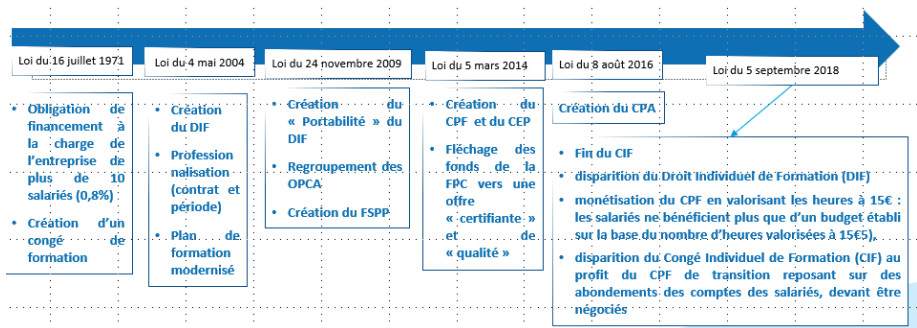 Loi du 16 juillet 1971
Loi du 4 mai 2004
Loi du 24 novembre 2009
Loi du 5 mars 2014
Loi du 8 août 2016
Loi du 5 septembre 2018
• Obligation de
financement à
la charge de
l'entreprise de
plus de 10
salariés (0,8%)
• Création d'un
congé de
formation
• Création
du DIF
• Profession
nalisation
(contrat et
période)
• Plan de
formation
modernisé
• Création du
« Portabilité » du
DIF
• Regroupement des
OPCA
• Création du FSPP
• Création du
CPF et du CEP
• Fléchage des
fonds de la
FPC vers une
offre
« certifiante »
et de
« qualité »
Création du CPA
• Fin du CIF
• disparition du Droit Individuel de Formation (DIF)
• monétisation du CPF en valorisant les heures à 15€ :
les salariés ne bénéficient plus que d'un budget établi
sur la base du nombre d'heures valorisées à 15€5),
• disparition du Congé Individuel de Formation (CIF) au
profit du CPF de transition reposant sur des
abondements des comptes des salariés, devant être
négociés